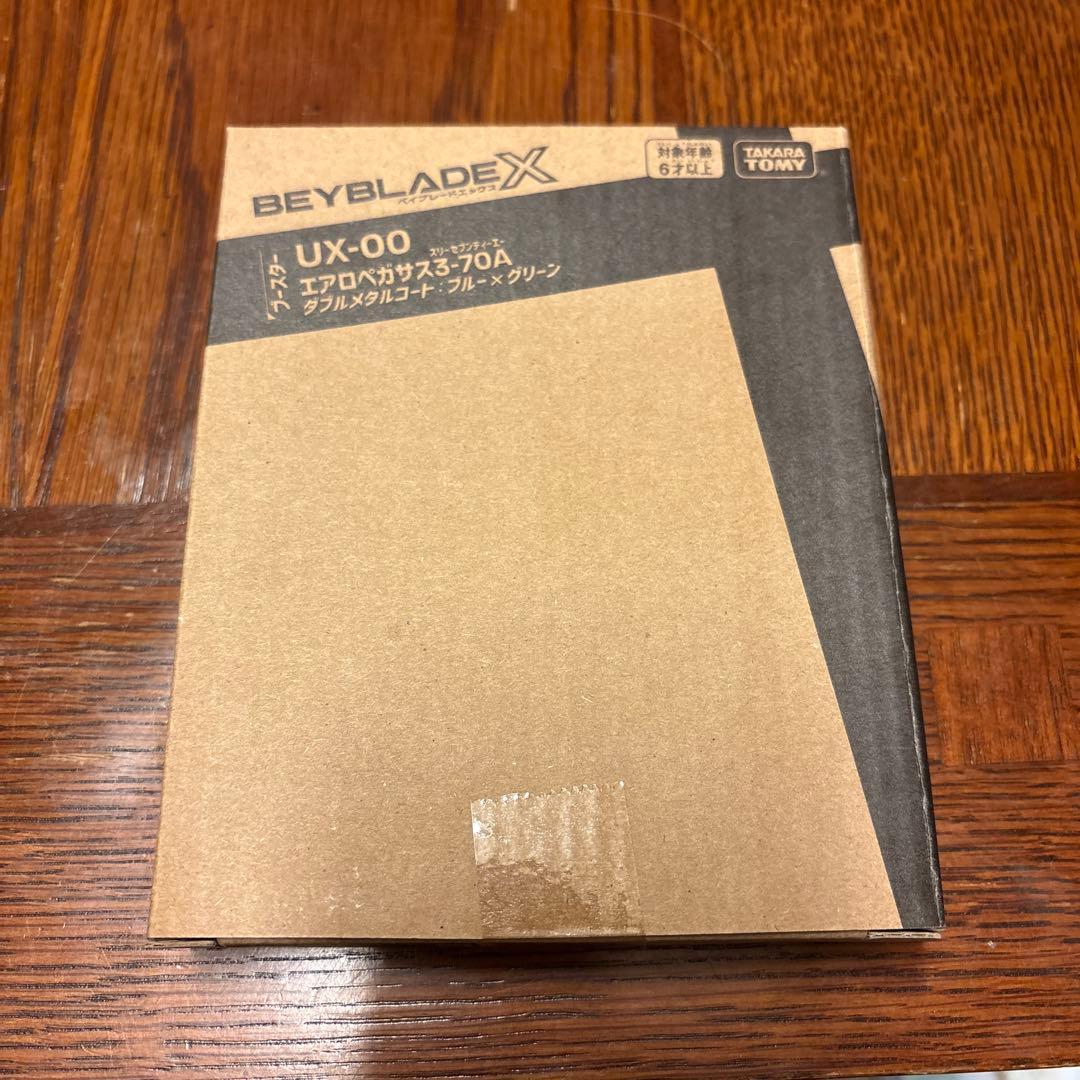 BEYBLADE X
ベイブレードエックス
対象年齢
6才以上
TAKARA
TOMY
ブースター
UX-00
スリーセブンティーエー
エアロペガサス3-70A
ダブルメタルコート:ブルー×グリーン